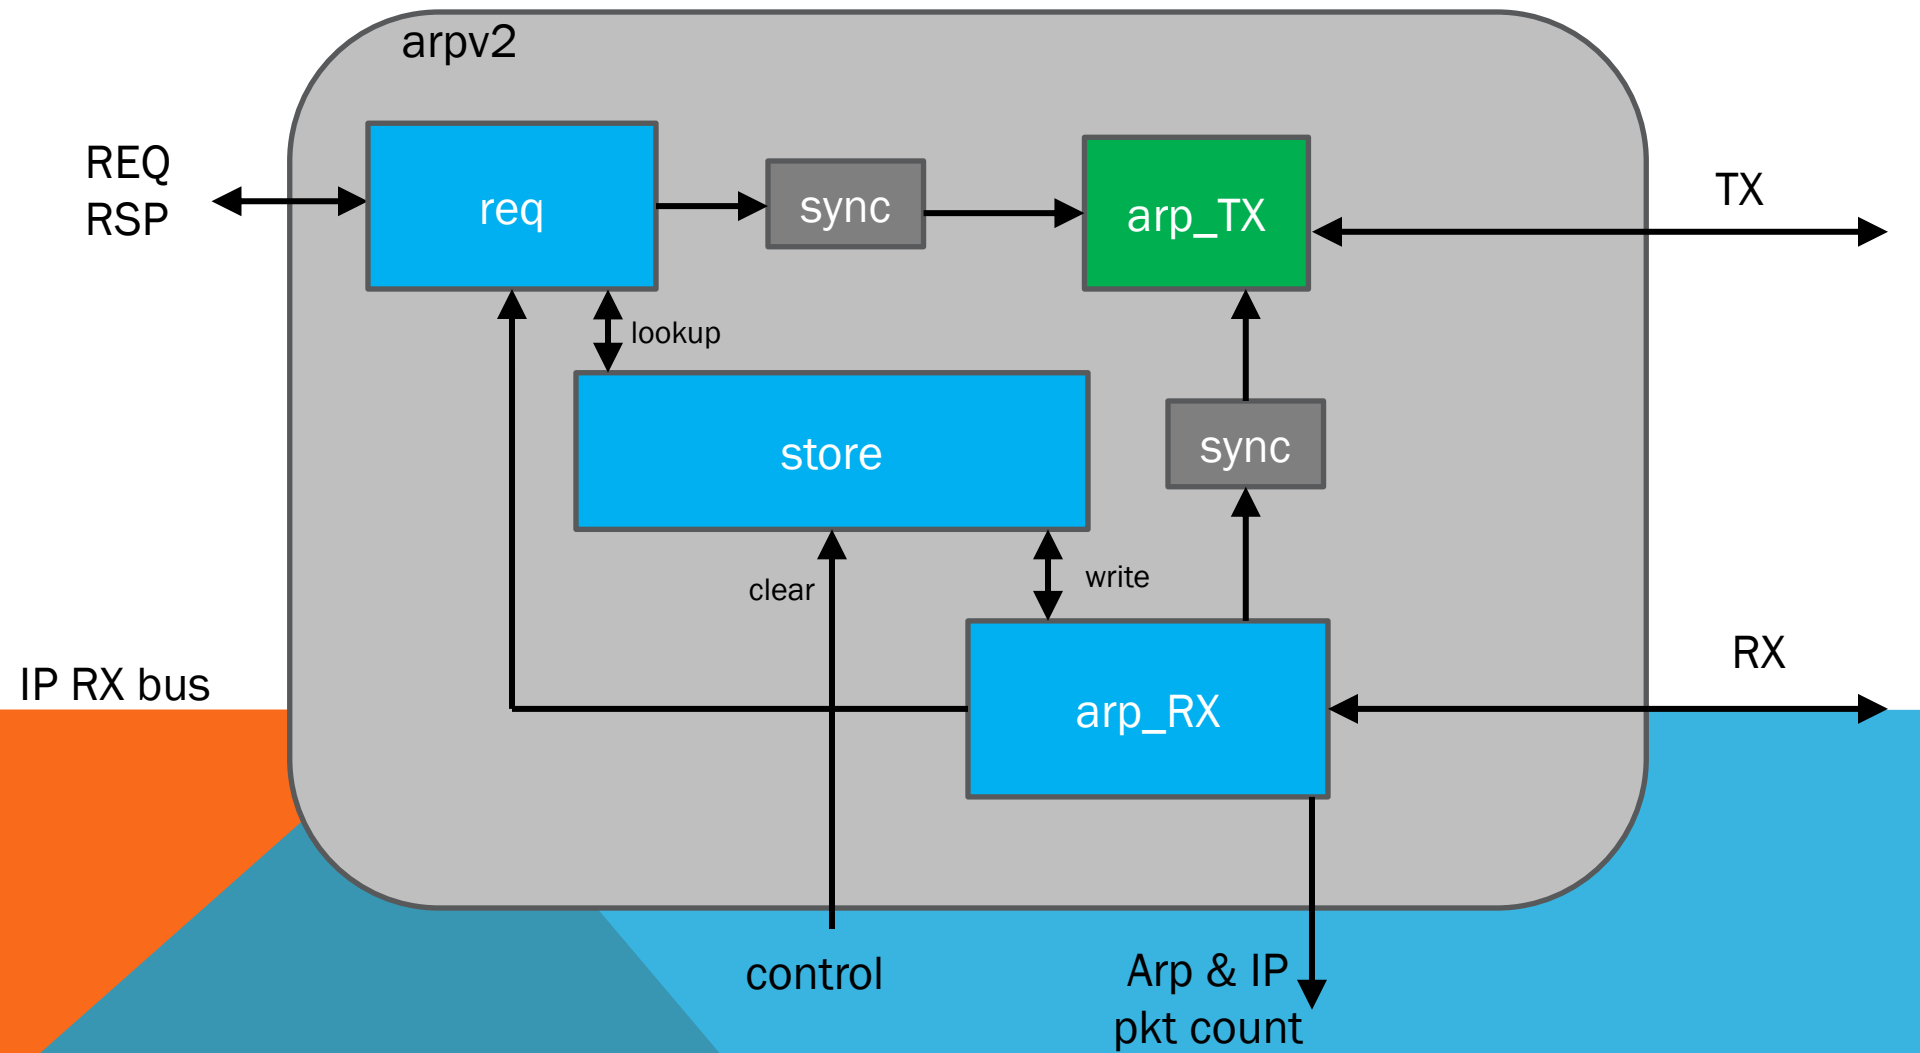 arpv2
REQ
RSP
req
sync
arp_TX
TX
lookup
store
sync
clear
write
IP RX bus
arp_RX
RX
control
Arp & IP
pkt count